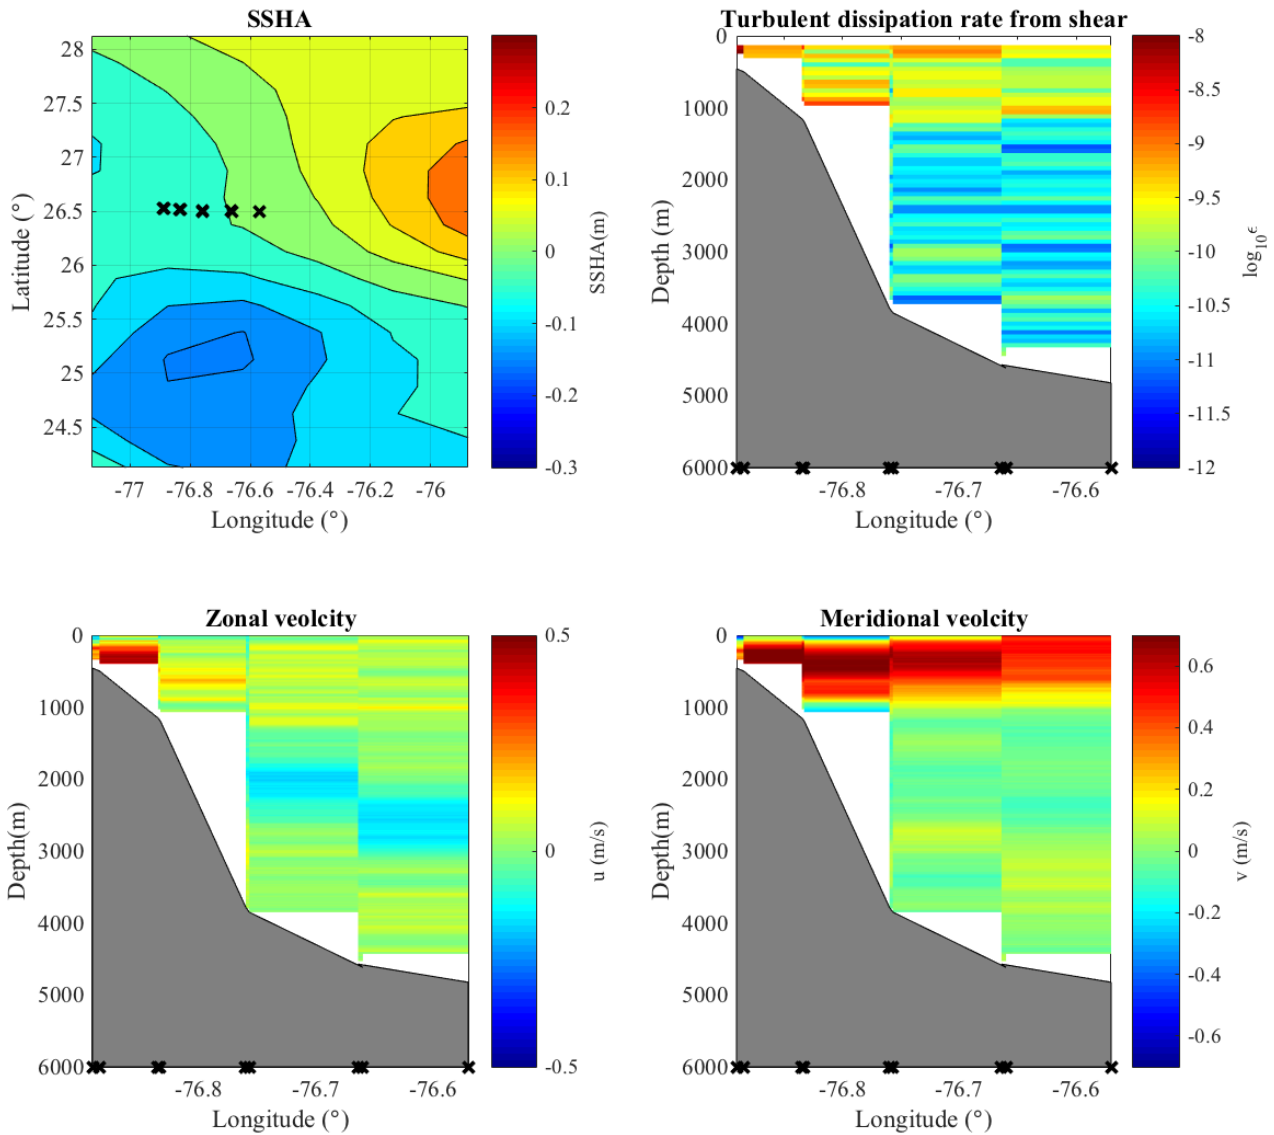 SSHA
28
27.5
27
26.5
26
25.5
25
24.5
Latitude (°)
-77 -76.8 -76.6 -76.4 -76.2 -76
Longitude (°)
0.2
0.1
0
-0.1
-0.2
-0.3
SSHA(m)
Turbulent dissipation rate from shear
0
1000
2000
3000
4000
5000
6000
Depth (m)
-76.8 -76.7 -76.6
Longitude (°)
-8
-8.5
-9
-9.5
-10
-10.5
-11
-11.5
-12
log10 ϵ
Zonal veolcity
0
1000
2000
3000
4000
5000
6000
Depth(m)
-76.8 -76.7 -76.6
Longitude (°)
0.5
0
-0.5
u (m/s)
Meridional veolcity
0
1000
2000
3000
4000
5000
6000
Depth(m)
-76.8 -76.7 -76.6
Longitude (°)
0.6
0.4
0.2
0
-0.2
-0.4
-0.6
v (m/s)